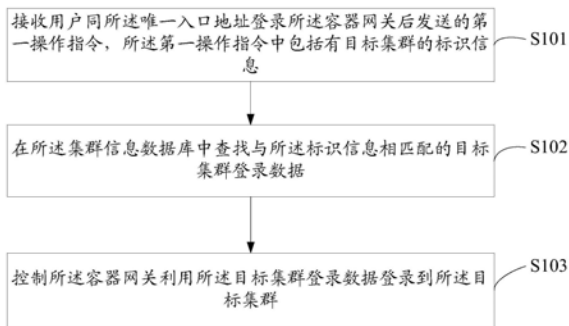 接收用户同所述唯一入口地址登录所述容器网关后发送的第
一操作指令，所述第一操作指令中包括有目标集群的标识信
息
S101
在所述集群信息数据库中查找与所述标识信息相匹配的目标
集群登录数据
S102
控制所述容器网关利用所述目标集群登录数据登录到所述目
标集群
S103